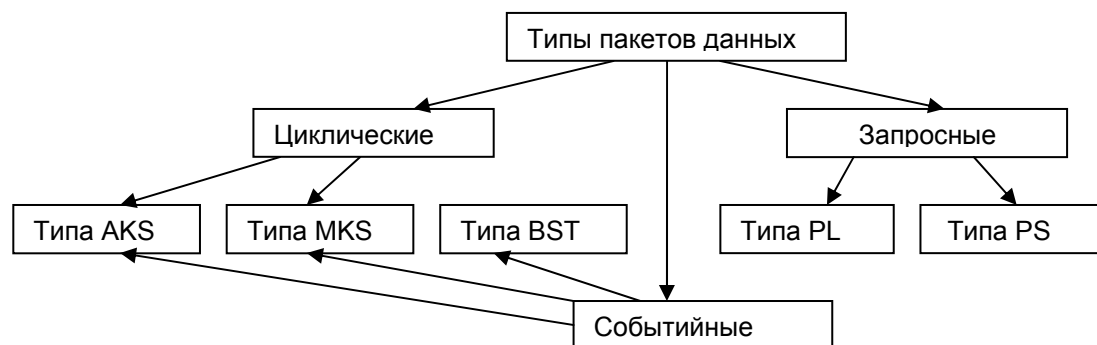 Типы пакетов данных
Циклические
Запросные
Типа AKS
Типа MKS
Типа BST
Типа PL
Типа PS
Событийные